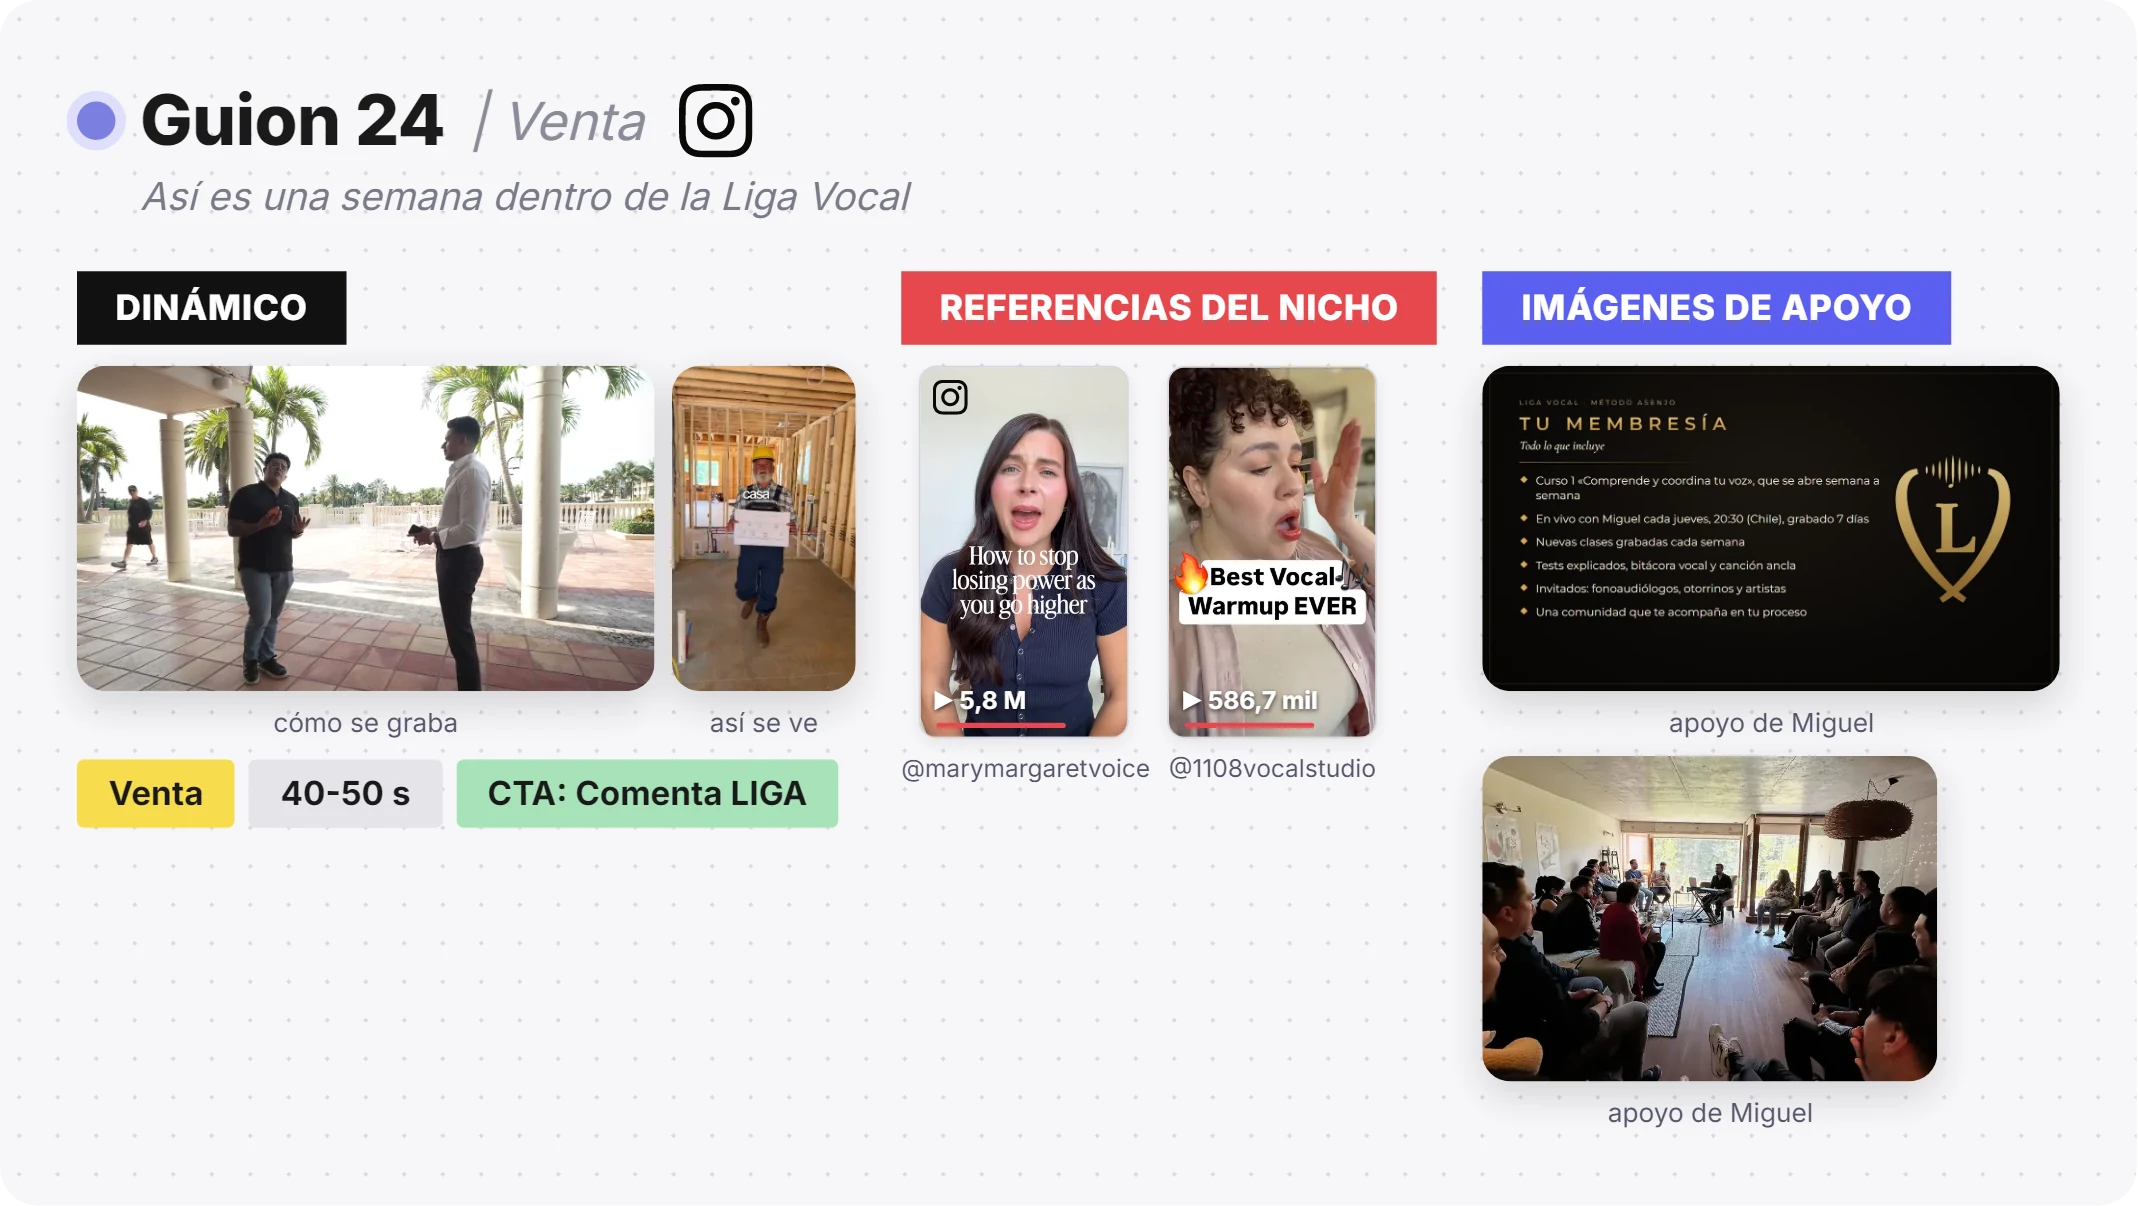 Guion 24 | Venta
Así es una semana dentro de la Liga Vocal
DINÁMICO
casa
cómo se graba
así se ve
Venta
40-50 s
CTA: Comenta LIGA
REFERENCIAS DEL NICHO
How to stop
losing power as
you go higher
5,8 M
@marymargaretvoice
Best Vocal
Warmup EVER
586,7 mil
@1108vocalstudio
IMÁGENES DE APOYO
LIGA VOCAL · MÉTODO ASENJO
TU MEMBRESÍA
Todo lo que incluye
Curso 1 «Comprende y coordina tu voz», que se abre semana a
semana
En vivo con Miguel cada jueves, 20:30 (Chile), grabado 7 días
Nuevas clases grabadas cada semana
Tests explicados, bitácora vocal y canción ancla
Invitados: fonoaudiólogos, otorrinos y artistas
Una comunidad que te acompaña en tu proceso
L
apoyo de Miguel
apoyo de Miguel